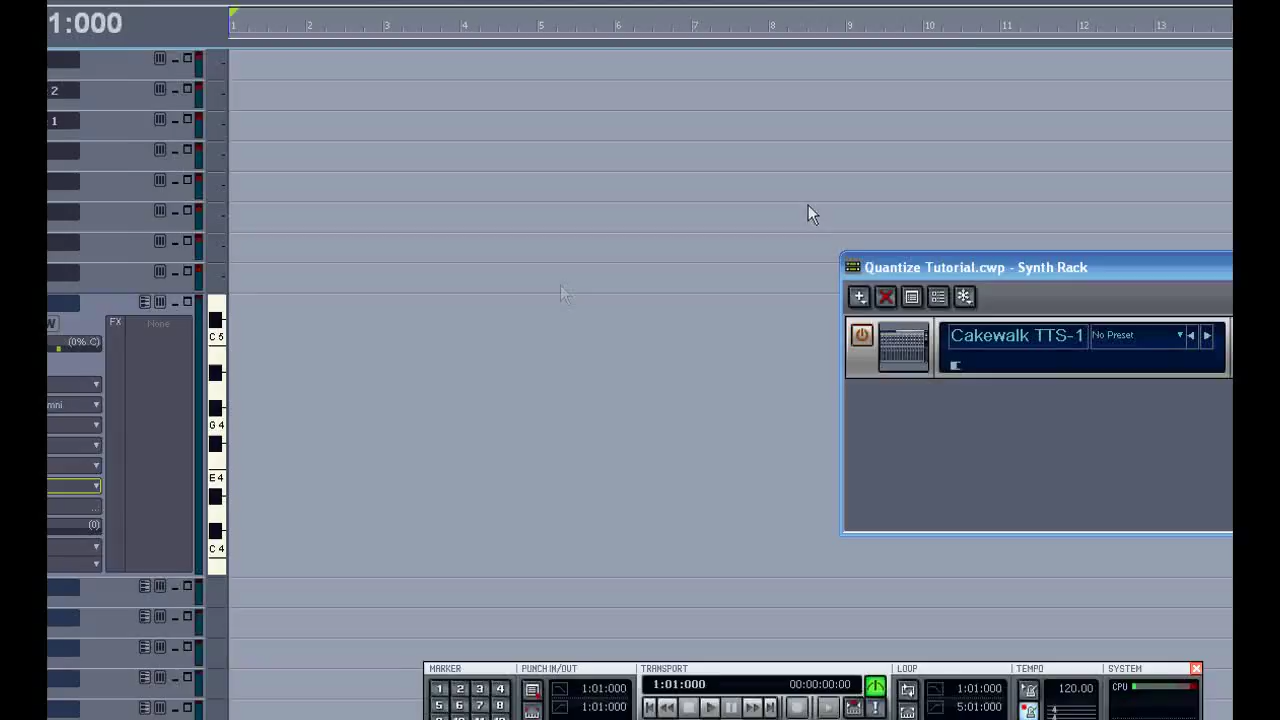 1:000
1 2 3 4 5 6 7 8 9 10 11 12 13
2
1
Quantize Tutorial.cwp - Synth Rack
FX
None
W
C 5
(0% C)
Cakewalk TTS-1
No Preset
mni
G 4
E 4
...
(0)
C 4
MARKER PUNCH IN/OUT TRANSPORT LOOP TEMPO SYSTEM
1 2 3 4 1:01:000 1:01:000 00:00:00:00 1:01:000 120.00 CPU
5 6 7 8 1:01:000 5:01:000